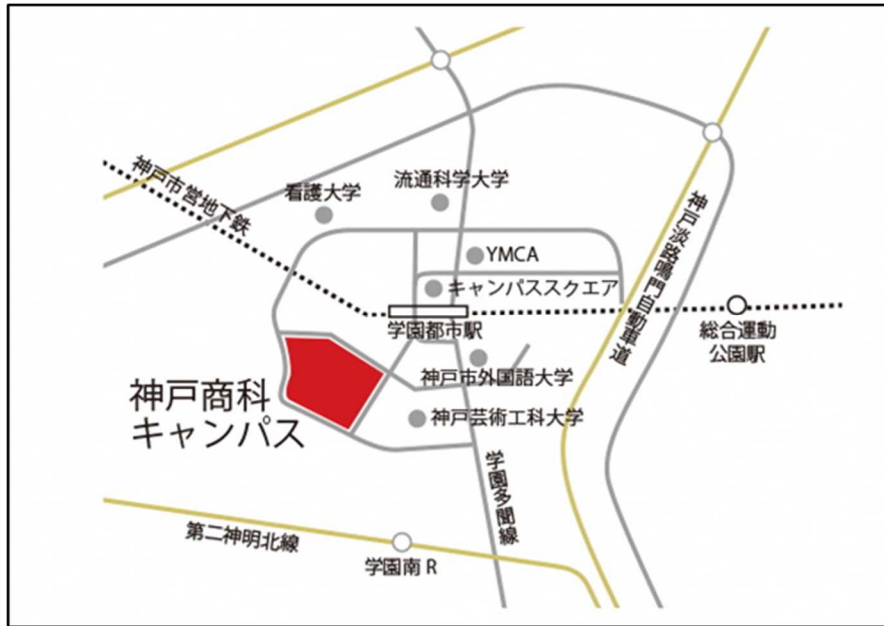 神戸市営地下鉄
看護大学
流通科学大学
YMCA
キャンパススクエア
学園都市駅
神戸淡路鳴門自動車道
総合運動
公園駅
神戸市外国語大学
神戸商科
キャンパス
神戸芸術工科大学
学園多聞線
第二神明北線
学園南 R